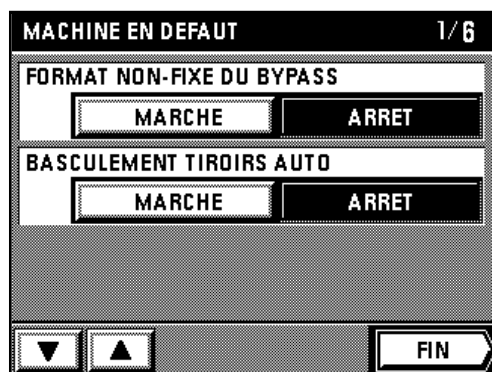 MACHINE EN DEFAUT 1/6
FORMAT NON-FIXE DU BYPASS
MARCHE ARRET
BASCULEMENT TIROIRS AUTO
MARCHE ARRET
FIN